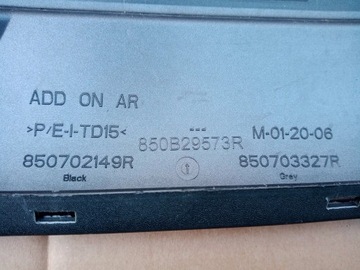 ADD ON AR
>P/E-I-TD15< 850B29573R M-01-20-06
850702149R 850703327R
Black Grey